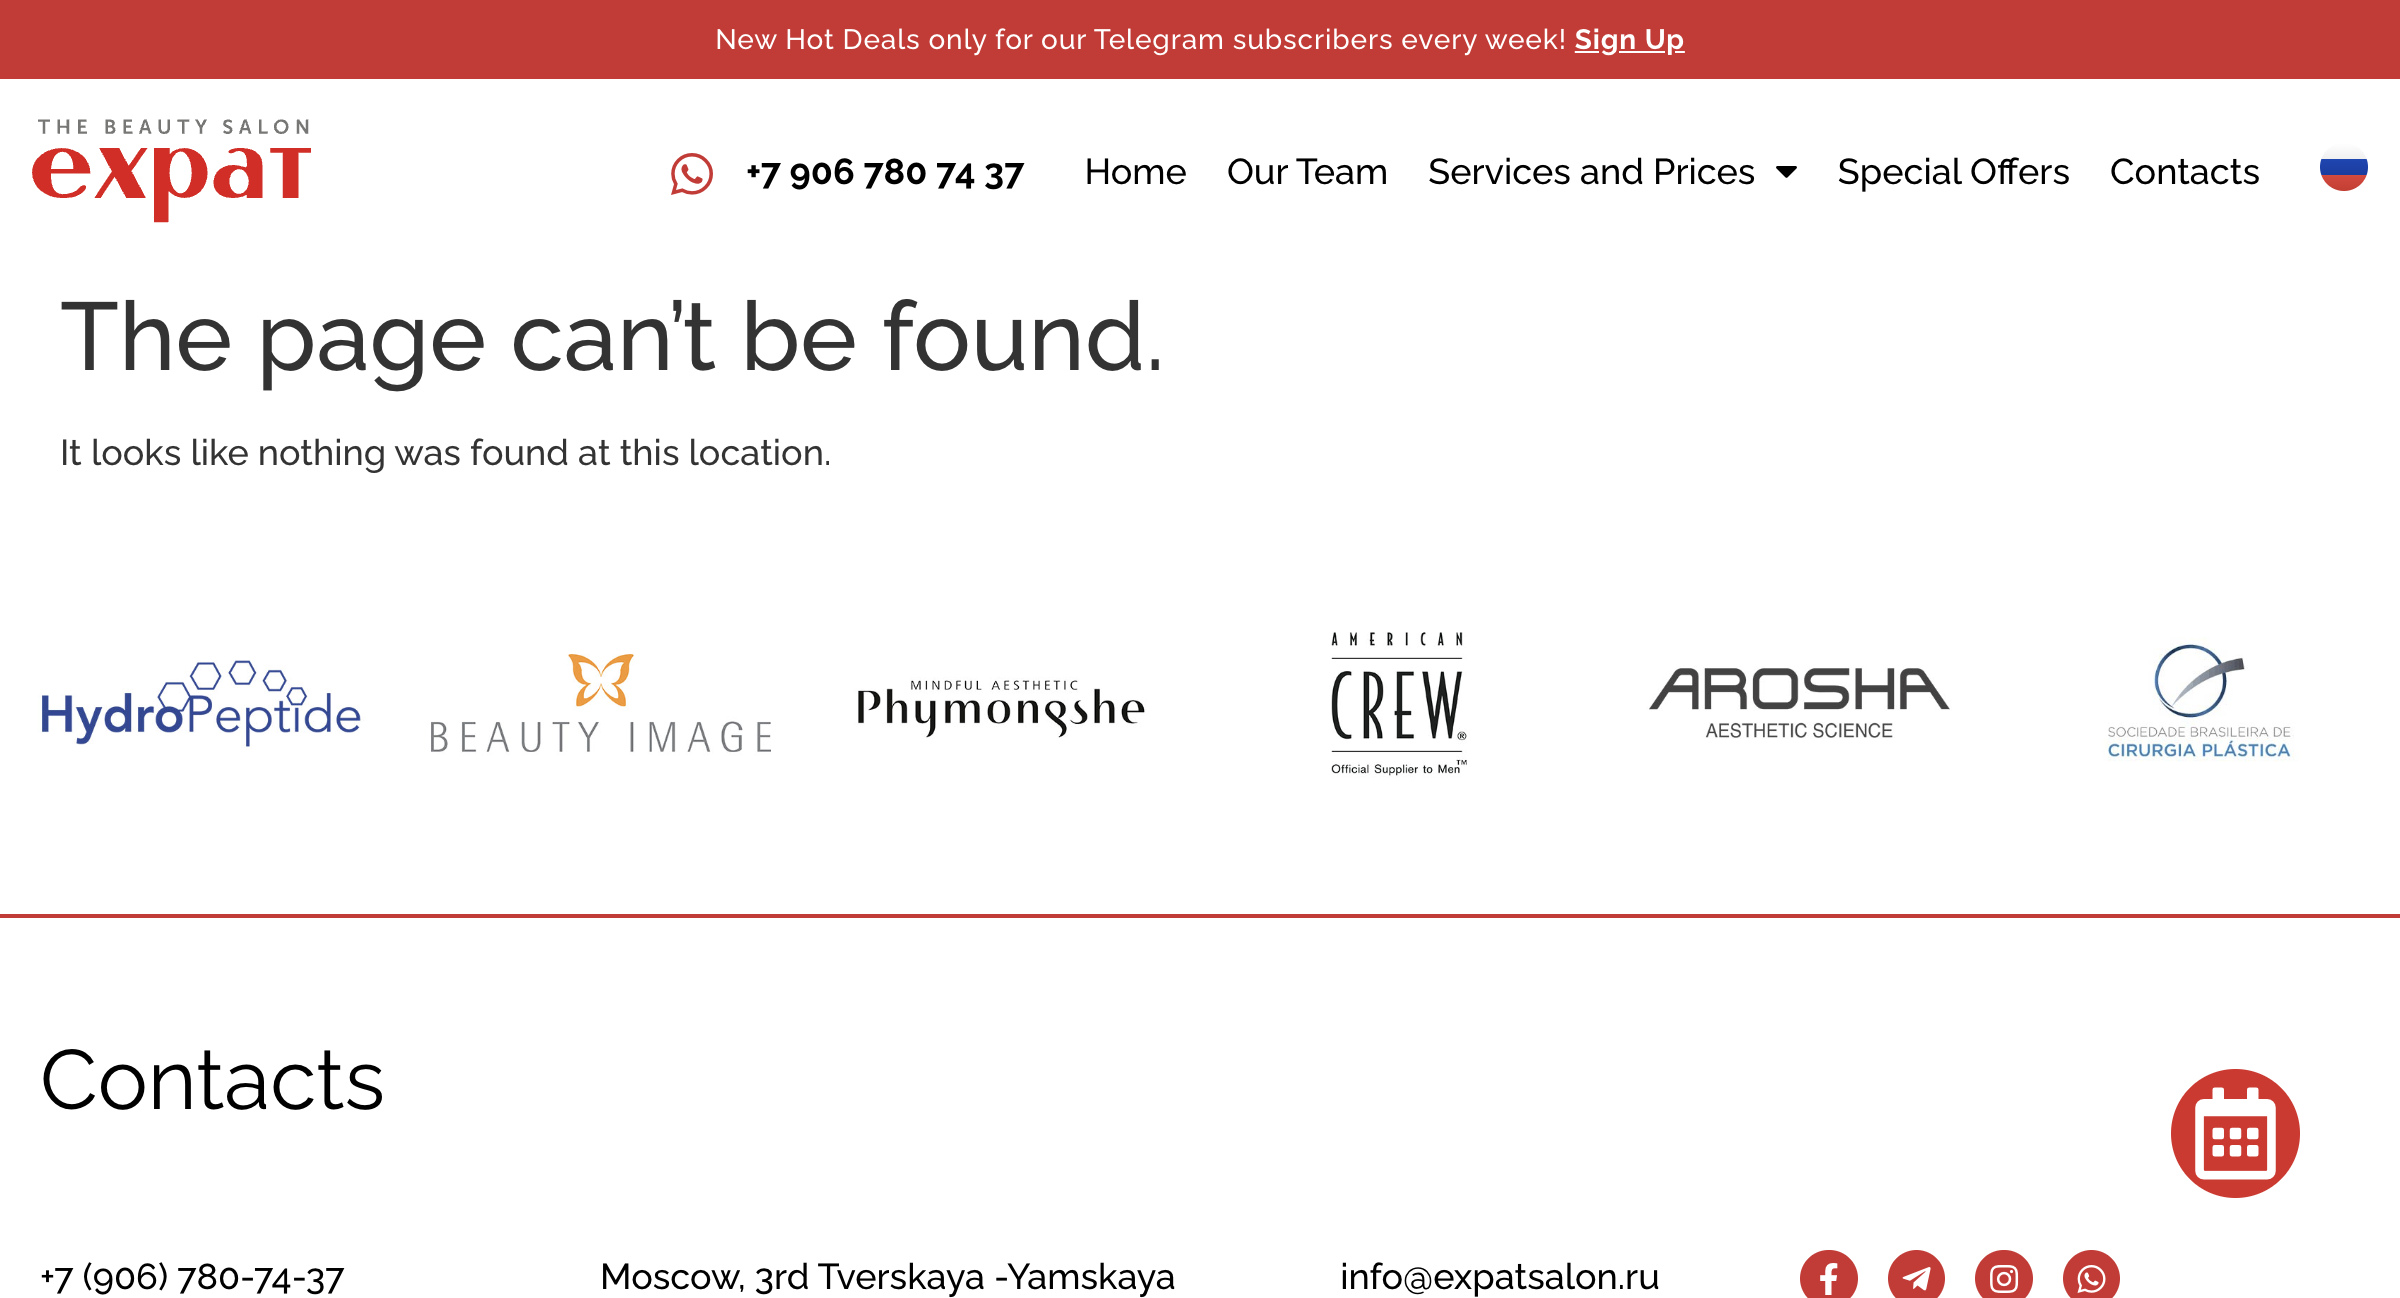 New Hot Deals only for our Telegram subscribers every week! Sign Up
THE BEAUTY SALON
expat
+7 906 780 74 37
Home
Our Team
Services and Prices
Special Offers
Contacts
The page can’t be found.
It looks like nothing was found at this location.
HydroPeptide
BEAUTY IMAGE
MINDFUL AESTHETIC
Phymongshe
AMERICAN
CREW®
Official Supplier to Men™
AROSHA
AESTHETIC SCIENCE
SOCIEDADE BRASILEIRA DE
CIRURGIA PLÁSTICA
Contacts
+7 (906) 780-74-37
Moscow, 3rd Tverskaya -Yamskaya
info@expatsalon.ru